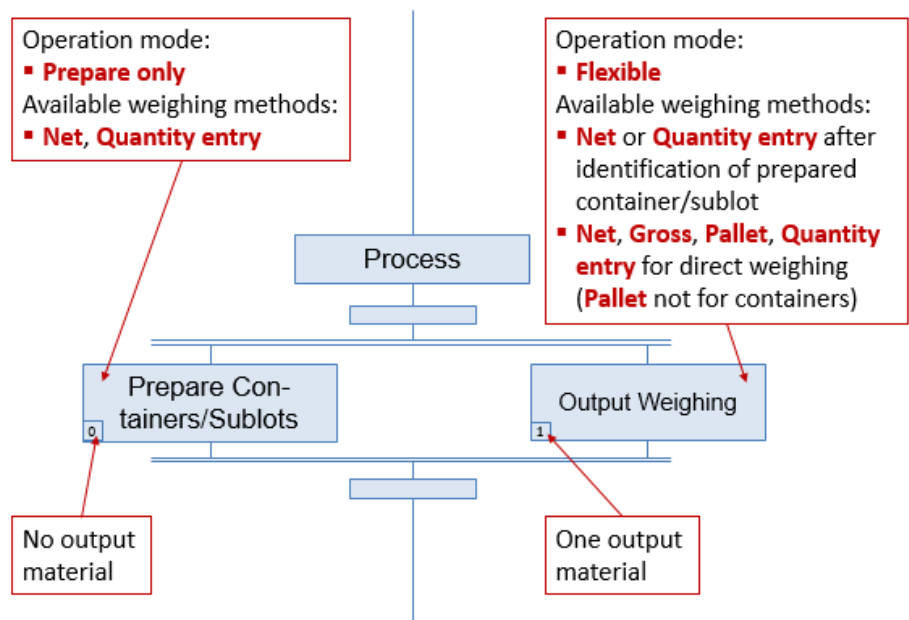 Operation mode:
▪ Prepare only
Available weighing methods:
▪ Net, Quantity entry
Operation mode:
▪ Flexible
Available weighing methods:
▪ Net or Quantity entry after
identification of prepared
container/sublot
▪ Net, Gross, Pallet, Quantity
entry for direct weighing
(Pallet not for containers)
Process
Prepare Con-
tainers/Sublots
0
Output Weighing
1
No output
material
One output
material